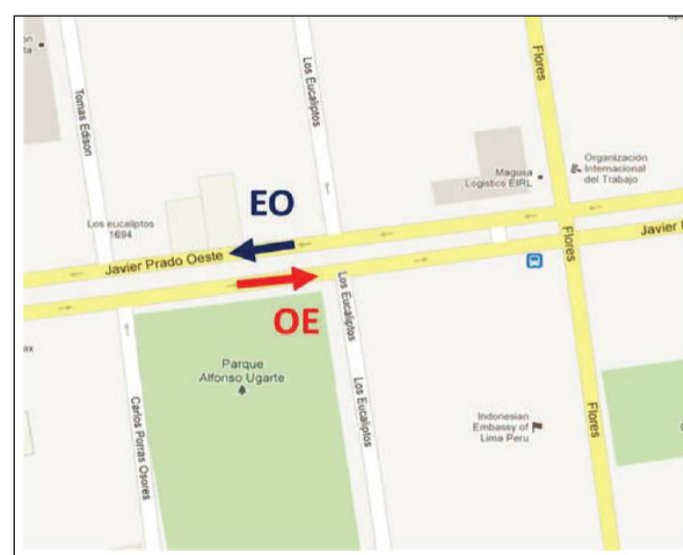 Tomas Edison
Los Eucaliptos
Flores
Organización
Internacional
del Trabajo
Magusa
Logistics EIRL
Los eucaliptos
1694
EO
Javier Prado Oeste
Javier
Flores
OE
Los Eucaliptos
Parque
Alfonso Ugarte
Los Eucaliptos
Carlos Porras Osores
Indonesian
Embassy of
Lima Peru
Flores